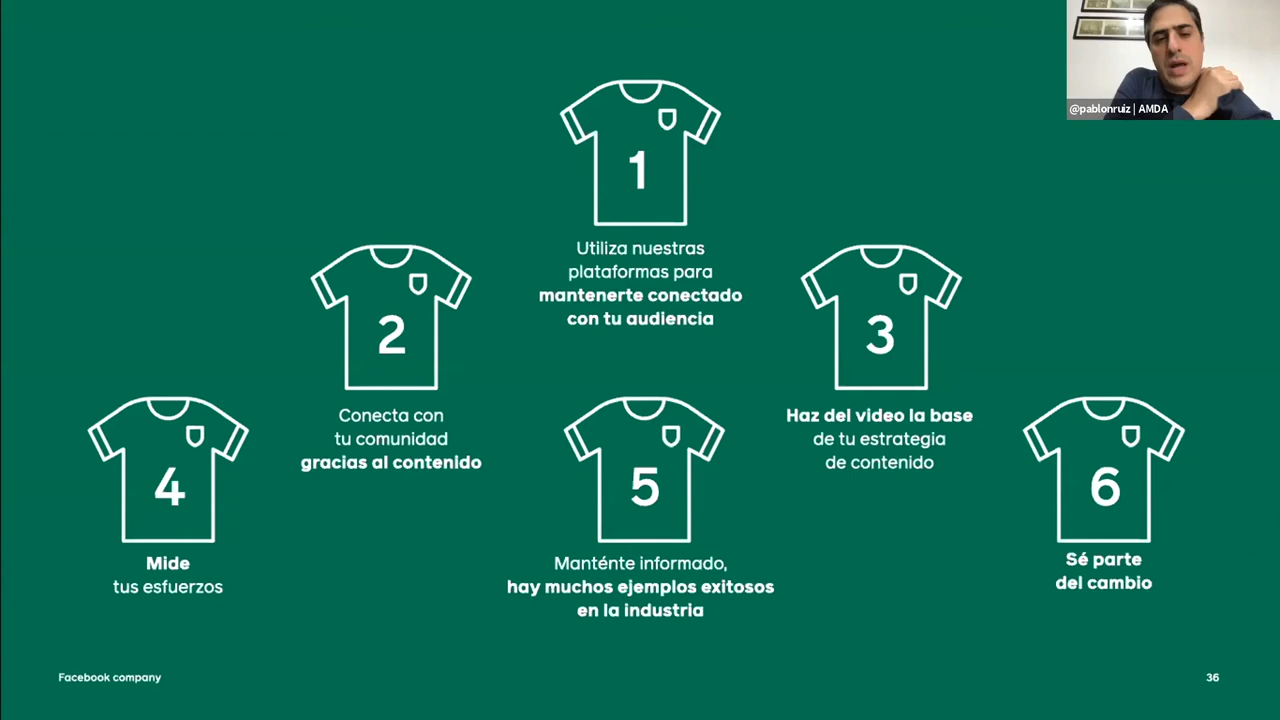 @pablonruiz | AMDA
1
Utiliza nuestras
plataformas para
mantenerte conectado
con tu audiencia
2
Conecta con
tu comunidad
gracias al contenido
3
Haz del video la base
de tu estrategia
de contenido
4
Mide
tus esfuerzos
5
Manténte informado,
hay muchos ejemplos exitosos
en la industria
6
Sé parte
del cambio
Facebook company
36